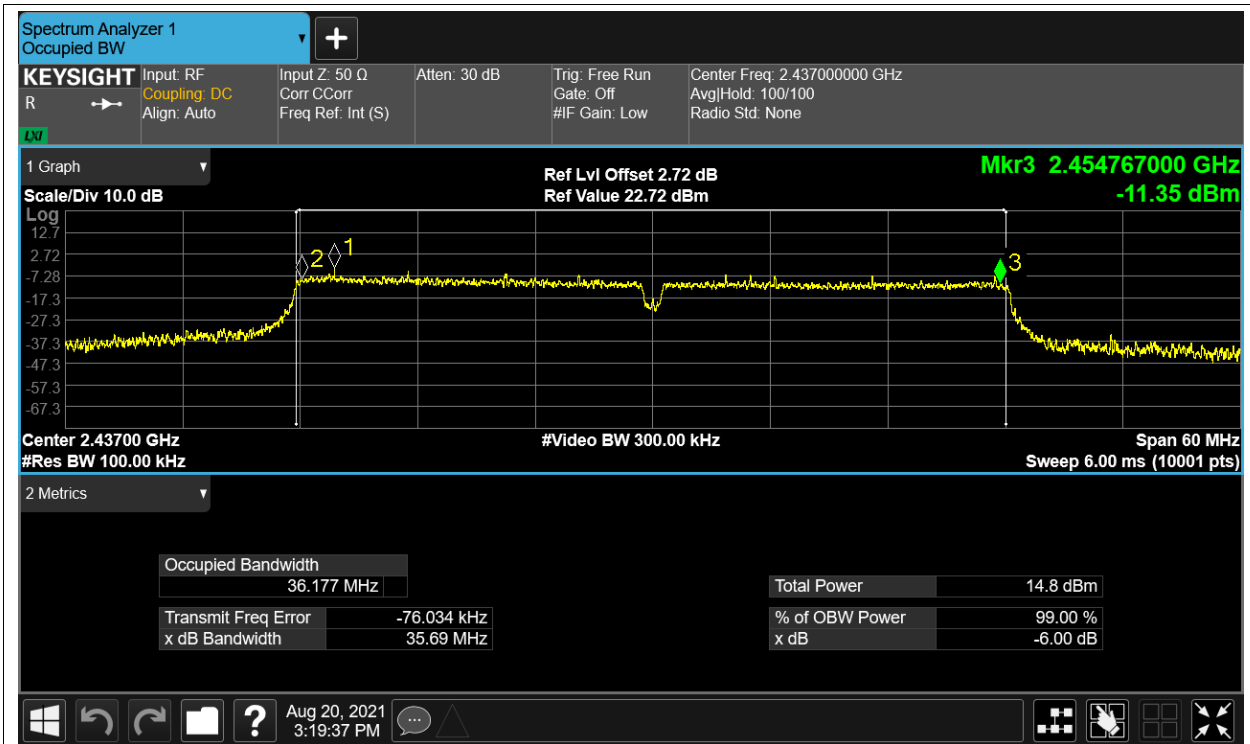 Spectrum Analyzer 1
Occupied BW
+
KEYSIGHT
R
LXI
Input: RF
Coupling: DC
Align: Auto
Input Z: 50 Ω
Corr CCorr
Freq Ref: Int (S)
Atten: 30 dB
Trig: Free Run
Gate: Off
#IF Gain: Low
Center Freq: 2.437000000 GHz
Avg|Hold: 100/100
Radio Std: None
1 Graph
Scale/Div 10.0 dB
Ref Lvl Offset 2.72 dB
Ref Value 22.72 dBm
Mkr3 2.454767000 GHz
-11.35 dBm
Log
12.7
2.72
-7.28
-17.3
-27.3
-37.3
-47.3
-57.3
-67.3
2
1
3
Center 2.43700 GHz
#Video BW 300.00 kHz
Span 60 MHz
#Res BW 100.00 kHz
Sweep 6.00 ms (10001 pts)
2 Metrics
Occupied Bandwidth
36.177 MHz
Transmit Freq Error -76.034 kHz
x dB Bandwidth 35.69 MHz
Total Power 14.8 dBm
% of OBW Power 99.00 %
x dB -6.00 dB
?
Aug 20, 2021
3:19:37 PM